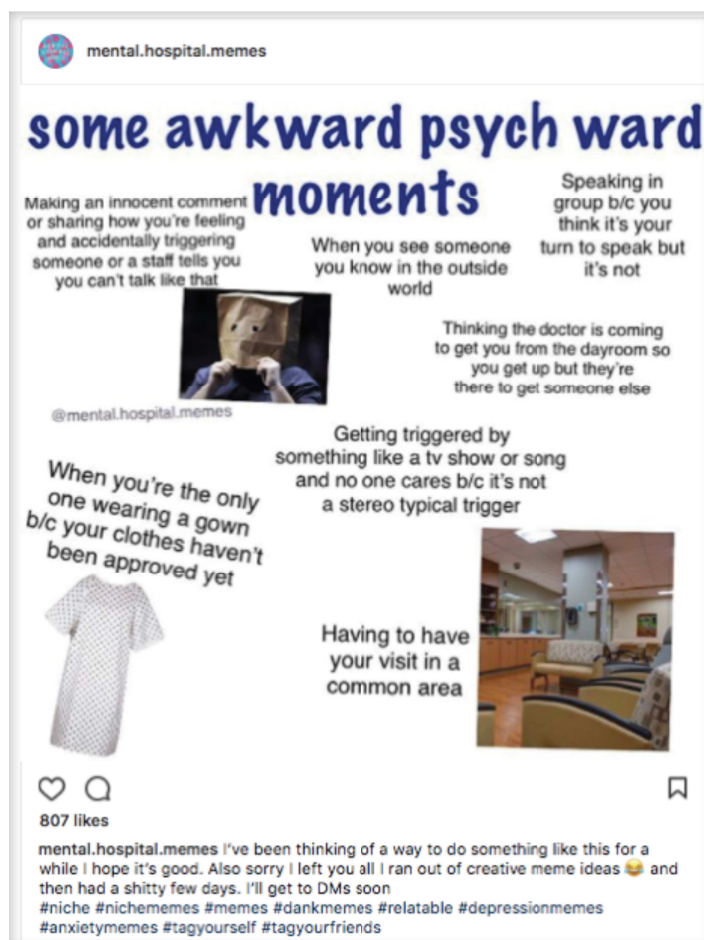 mental.hospital.memes
some awkward psych ward
moments
Making an innocent comment
or sharing how you're feeling
and accidentally triggering
someone or a staff tells you
you can't talk like that
When you see someone
you know in the outside
world
Speaking in
group b/c you
think it's your
turn to speak but
it's not
Thinking the doctor is coming
to get you from the dayroom so
you get up but they're
there to get someone else
@mental.hospital.memes
Getting triggered by
something like a tv show or song
and no one cares b/c it's not
a stereo typical trigger
When you're the only
one wearing a gown
b/c your clothes haven't
been approved yet
Having to have
your visit in a
common area
807 likes
mental.hospital.memes I've been thinking of a way to do something like this for a
while I hope it's good. Also sorry I left you all I ran out of creative meme ideas 😂 and
then had a shitty few days. I'll get to DMs soon
#niche #nichememes #memes #dankmemes #relatable #depressionmemes
#anxietymemes #tagyourself #tagyourfriends